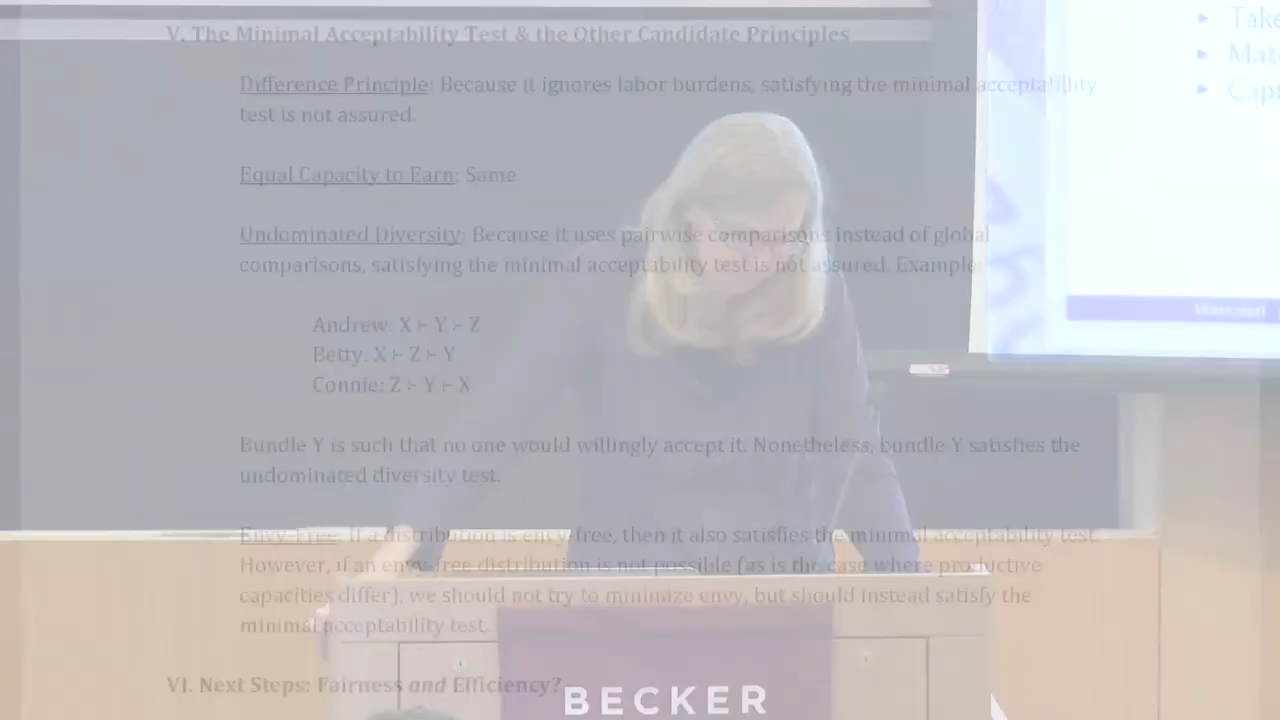 V. The Minimal Acceptability Test & the Other Candidate Principles
Difference Principle: Because it ignores labor burdens, satisfying the minimal acceptability
test is not assured.
Equal Capacity to Earn: Same.
Undominated Diversity: Because it uses pairwise comparisons instead of global
comparisons, satisfying the minimal acceptability test is not assured. Example:
Andrew: X ≻ Y ≻ Z
Betty: X ≻ Z ≻ Y
Connie: Z ≻ Y ≻ X
Bundle Y is such that no one would willingly accept it. Nonetheless, bundle Y satisfies the
undominated diversity test.
Envy-Free: If a distribution is envy-free, then it also satisfies the minimal acceptability test.
However, if an envy-free distribution is not possible (as is the case where productive
capacities differ), we should not try to minimize envy, but should instead satisfy the
minimal acceptability test.
VI. Next Steps: Fairness and Efficiency?
▸ Take
▸ Mat
▸ Capt
BECKER